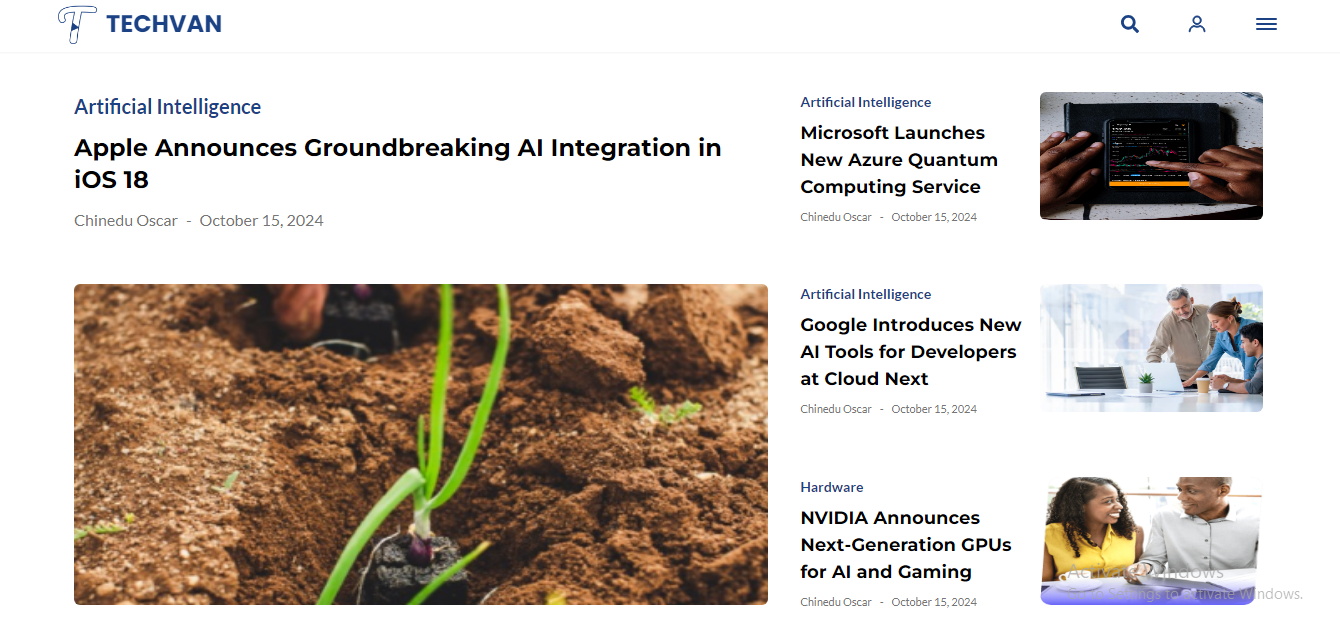 TECHVAN
Artificial Intelligence
Apple Announces Groundbreaking AI Integration in
iOS 18
Chinedu Oscar - October 15, 2024
Artificial Intelligence
Microsoft Launches
New Azure Quantum
Computing Service
Chinedu Oscar - October 15, 2024
Artificial Intelligence
Google Introduces New
AI Tools for Developers
at Cloud Next
Chinedu Oscar - October 15, 2024
Hardware
NVIDIA Announces
Next-Generation GPUs
for AI and Gaming
Chinedu Oscar - October 15, 2024
Activate Windows
Go to Settings to activate Windows.